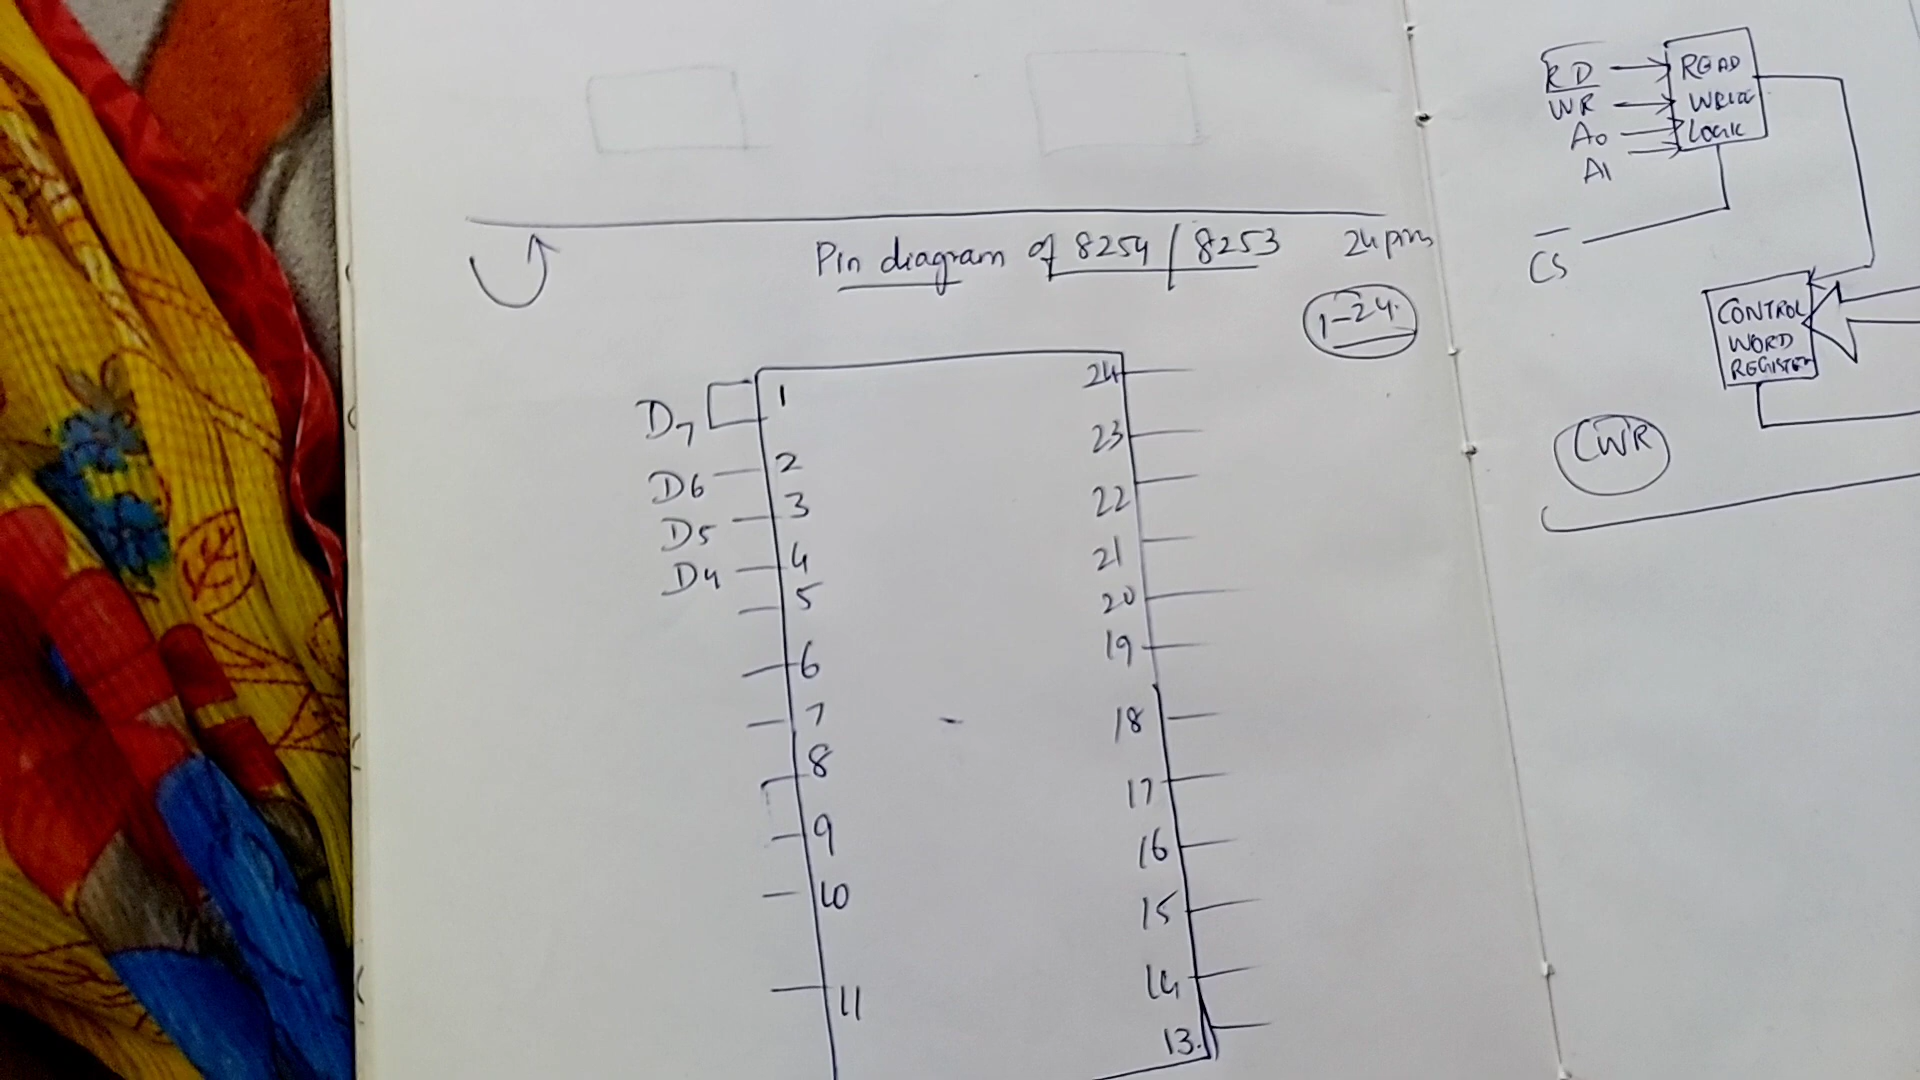 Pin diagram of 8254 / 8253 24 pins
1-24.
D7 1 24
23
D6 2
D5 3 22
D4 4 21
5 20
6 19
7 18
8 17
9 16
10 15
11 14
13.
RD READ
WR WRITE
A0 LOGIC
A1
CS
CONTROL
WORD
REGISTER
CWR